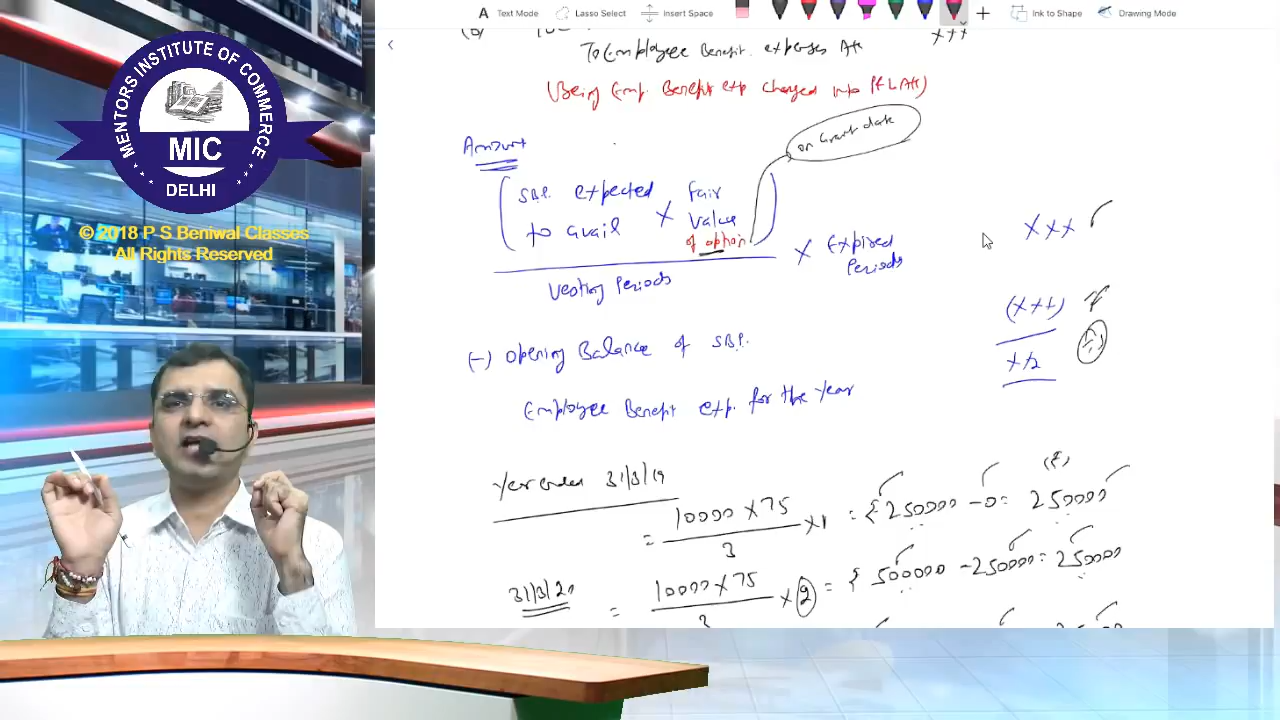 Text Mode Lasso Select Insert Space Ink to Shape Drawing Mode
To Employee Benefit expenses A/c xxx
(Being Emp. Benefit exp charged into P&L A/c)
MENTORS INSTITUTE OF COMMERCE
MIC
DELHI
© 2018 P S Beniwal Classes
All Rights Reserved
Amount
on Grant date
SBP. expected to avail × Fair value of option
Vesting Periods
× Expired Periods
xxx
(-) Opening Balance of SBP.
(xxx)
Employee Benefit exp. for the Year
Year ended 31/3/19
(₹)
= 10000 × 75
3
× 1 = { 250000 - 0 = 250000
31/3/20 = 10000 × 75
3
× 2 = { 500000 - 250000 = 250000